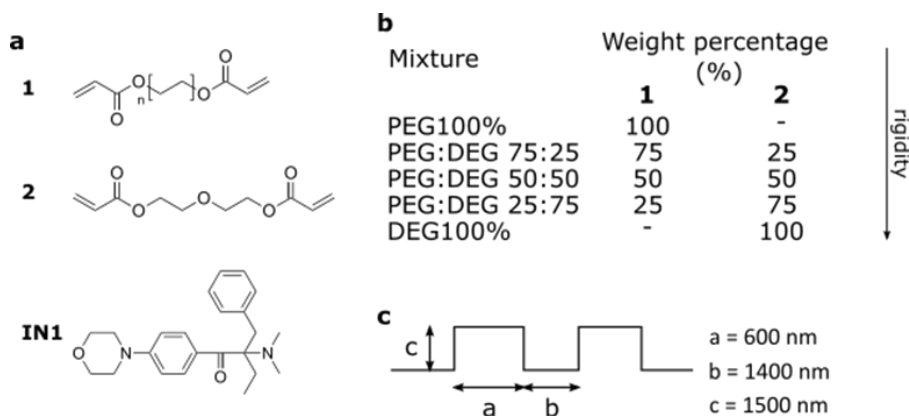 a
1
O
O
n
O
O
2
O
O
O
O
O
IN1
O
N
O
N
b
Mixture
Weight percentage
(%)
1 2
PEG100% 100 -
PEG:DEG 75:25 75 25
PEG:DEG 50:50 50 50
PEG:DEG 25:75 25 75
DEG100% - 100
rigidity
c
c
a
b
a = 600 nm
b = 1400 nm
c = 1500 nm